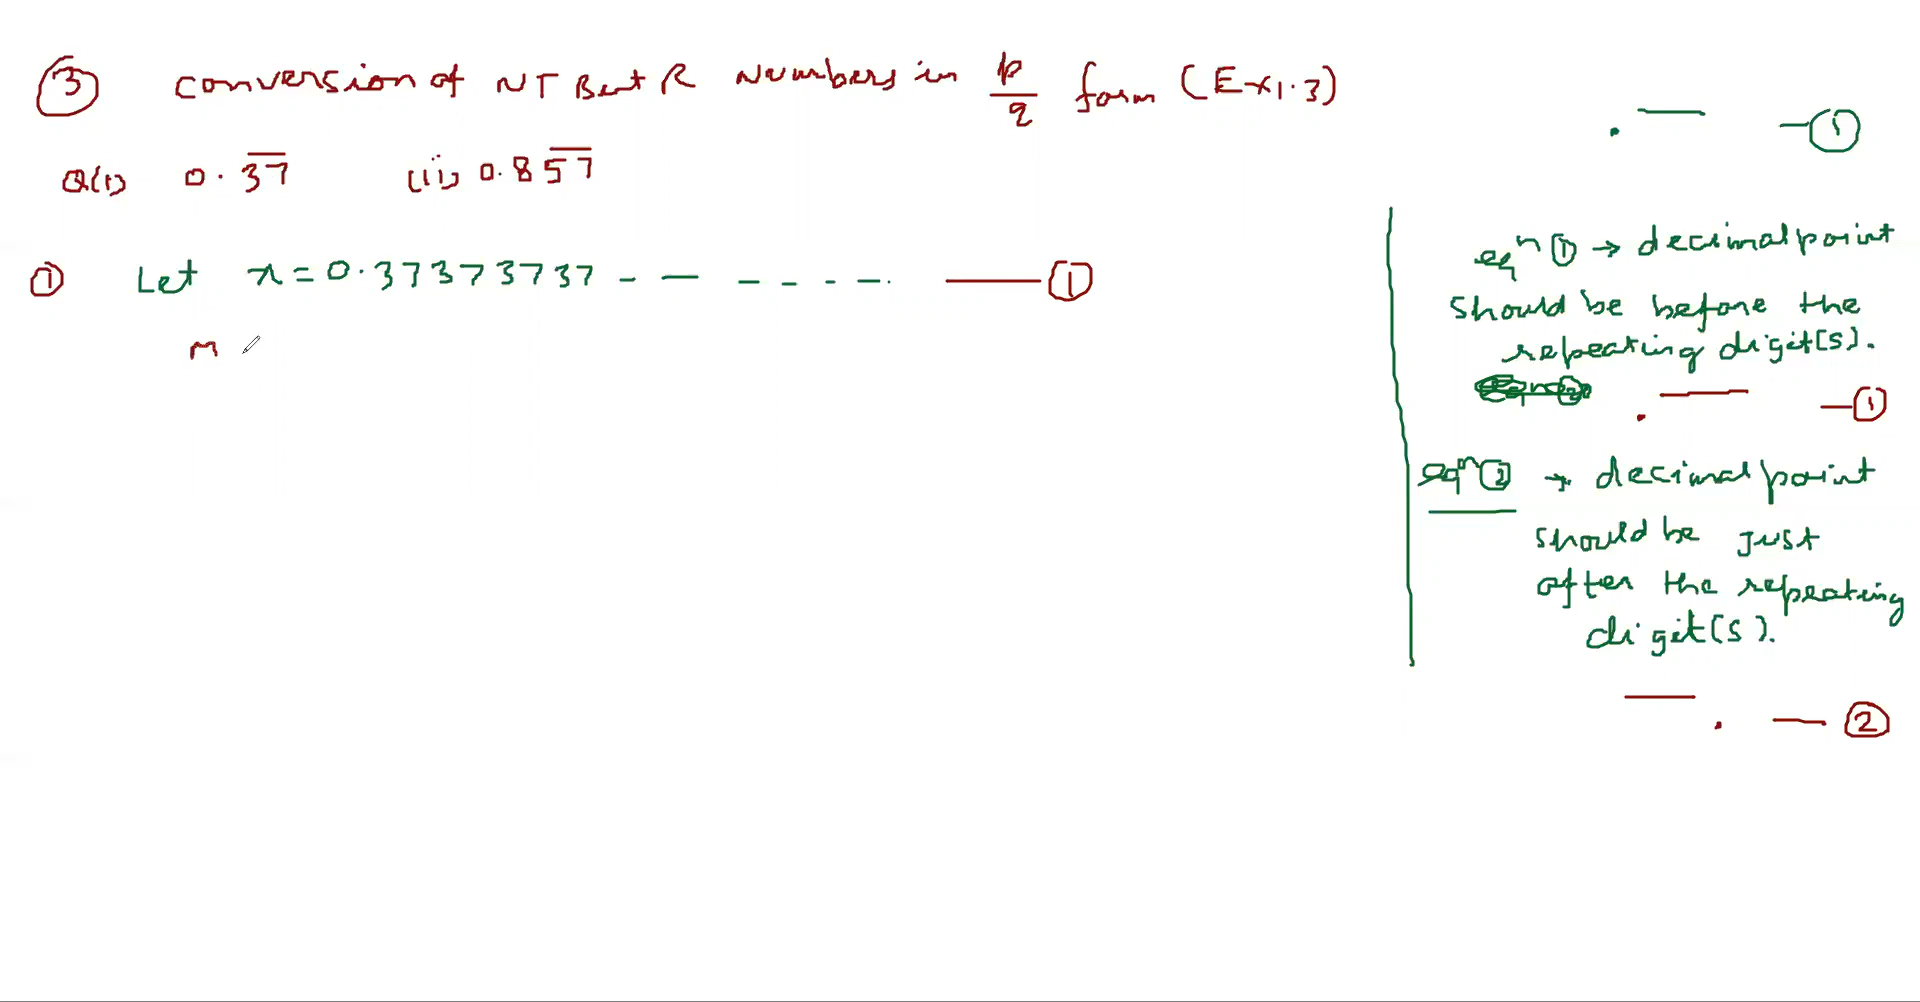 ③ Conversion of NT But R Numbers in p/q form (Ex 1.3)
Q(1) 0.3̅7̅ (ii) 0.85̅7̅
① Let x = 0.37373737 - - - - - - ——①
m
. —— -①
eqⁿ ① → decimal point
should be before the
repeating digit(s).
. —— -①
eqⁿ ② → decimal point
should be just
after the repeating
digit(s).
—— . —②